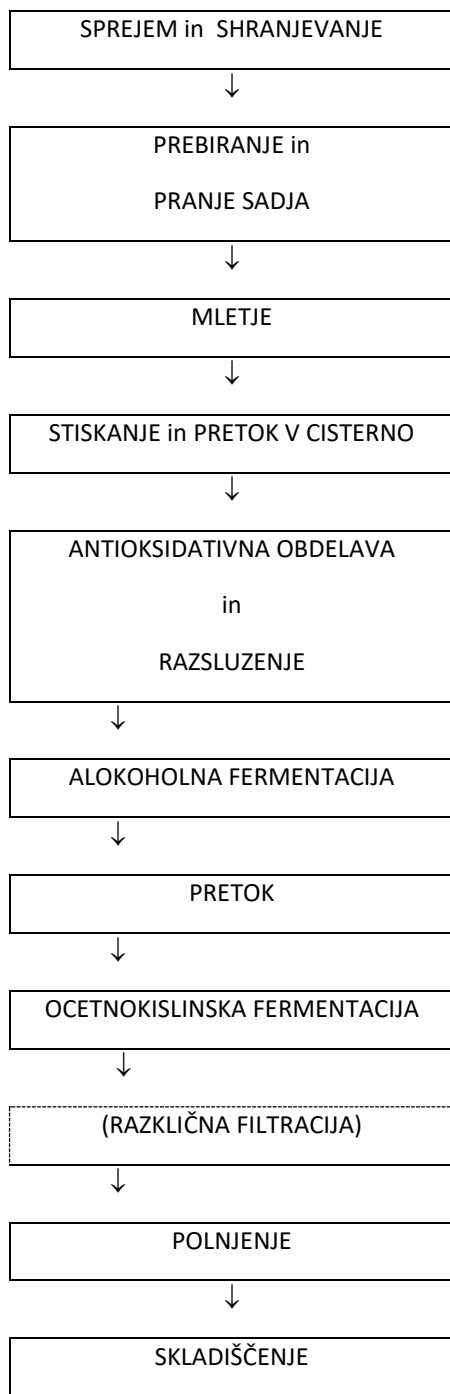 SPREJEM in SHRANJEVANJE
↓
PREBIRANJE in
PRANJE SADJA
↓
MLETJE
↓
STISKANJE in PRETOK V CISTERNO
↓
ANTIOKSIDATIVNA OBDELAVA
in
RAZSLUZENJE
↓
ALOKOHOLNA FERMENTACIJA
↓
PRETOK
↓
OCETNOKISLINSKA FERMENTACIJA
↓
(RAZKLIČNA FILTRACIJA)
↓
POLNJENJE
↓
SKLADIŠČENJE